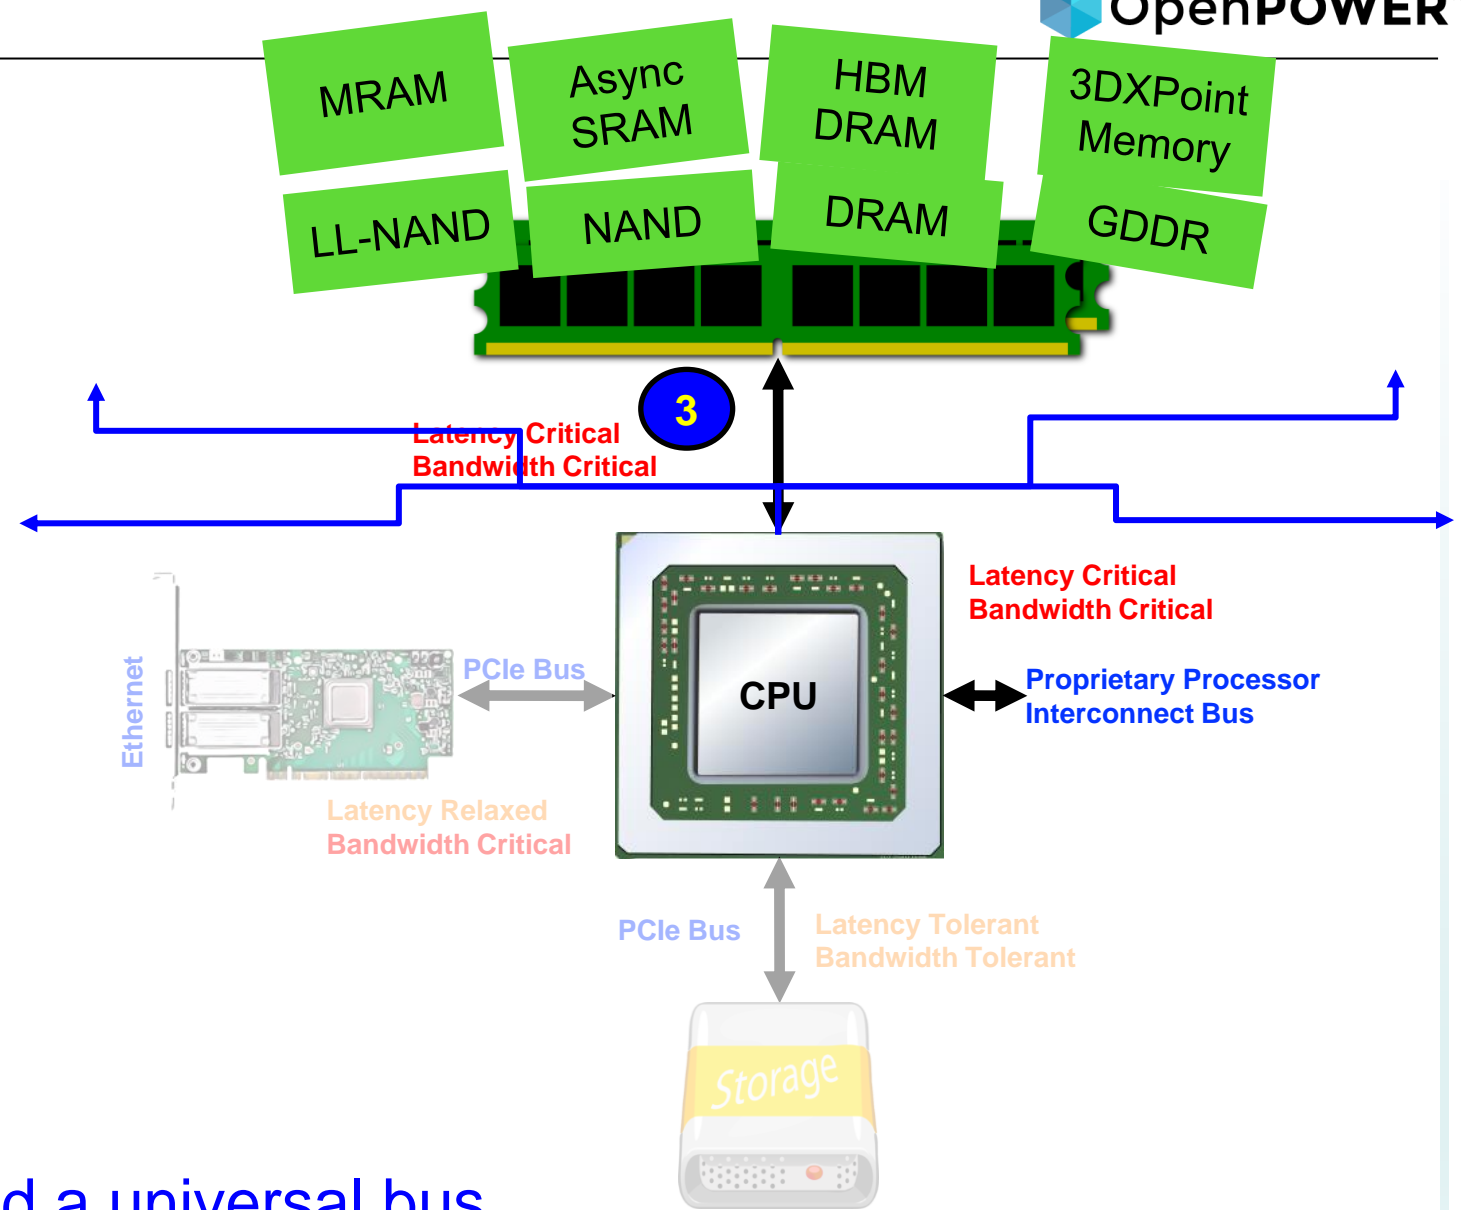 OpenPOWER
MRAM
Async
SRAM
HBM
DRAM
3DXPoint
Memory
LL-NAND
NAND
DRAM
GDDR
3
Latency Critical
Bandwidth Critical
Latency Critical
Bandwidth Critical
Ethernet
PCIe Bus
CPU
Proprietary Processor
Interconnect Bus
Latency Relaxed
Bandwidth Critical
PCIe Bus
Latency Tolerant
Bandwidth Tolerant
Storage
d a universal bus